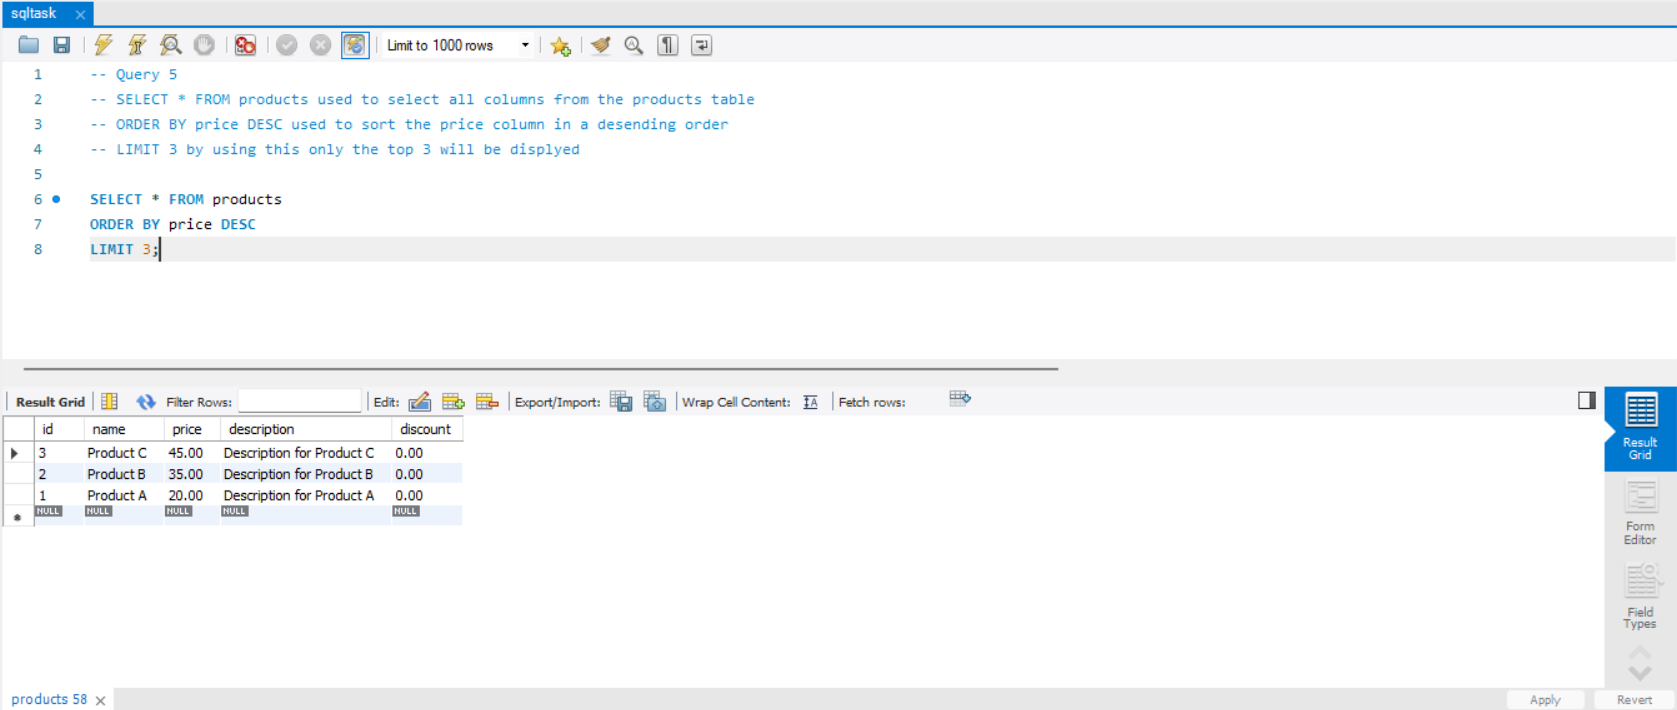 sqltask
Limit to 1000 rows
1 -- Query 5
2 -- SELECT * FROM products used to select all columns from the products table
3 -- ORDER BY price DESC used to sort the price column in a desending order
4 -- LIMIT 3 by using this only the top 3 will be displyed
5
6 SELECT * FROM products
7 ORDER BY price DESC
8 LIMIT 3;
Result Grid Filter Rows: Edit: Export/Import: Wrap Cell Content: Fetch rows:
id name price description discount
3 Product C 45.00 Description for Product C 0.00
2 Product B 35.00 Description for Product B 0.00
1 Product A 20.00 Description for Product A 0.00
NULL NULL NULL NULL NULL
Result
Grid
Form
Editor
Field
Types
products 58 Apply Revert